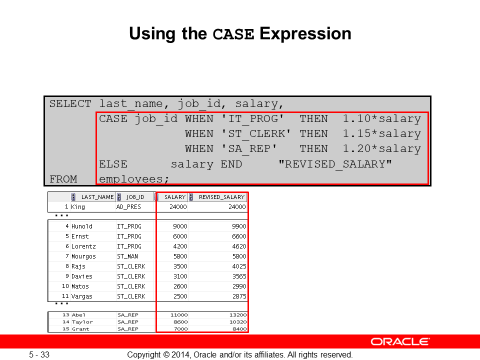 Using the CASE Expression
SELECT last_name, job_id, salary,
CASE job_id WHEN 'IT_PROG' THEN 1.10*salary
WHEN 'ST_CLERK' THEN 1.15*salary
WHEN 'SA_REP' THEN 1.20*salary
ELSE salary END "REVISED_SALARY"
FROM employees;
LAST_NAME JOB_ID SALARY REVISED_SALARY
1 King AD_PRES 24000 24000
***
4 Hunold IT_PROG 9000 9900
5 Ernst IT_PROG 6000 6600
6 Lorentz IT_PROG 4200 4620
7 Mourgos ST_MAN 5800 5800
8 Rajs ST_CLERK 3500 4025
9 Davies ST_CLERK 3100 3565
10 Matos ST_CLERK 2600 2990
11 Vargas ST_CLERK 2500 2875
***
13 Abel SA_REP 11000 13200
14 Taylor SA_REP 8600 10320
15 Grant SA_REP 7000 8400
ORACLE
5 - 33 Copyright © 2014, Oracle and/or its affiliates. All rights reserved.